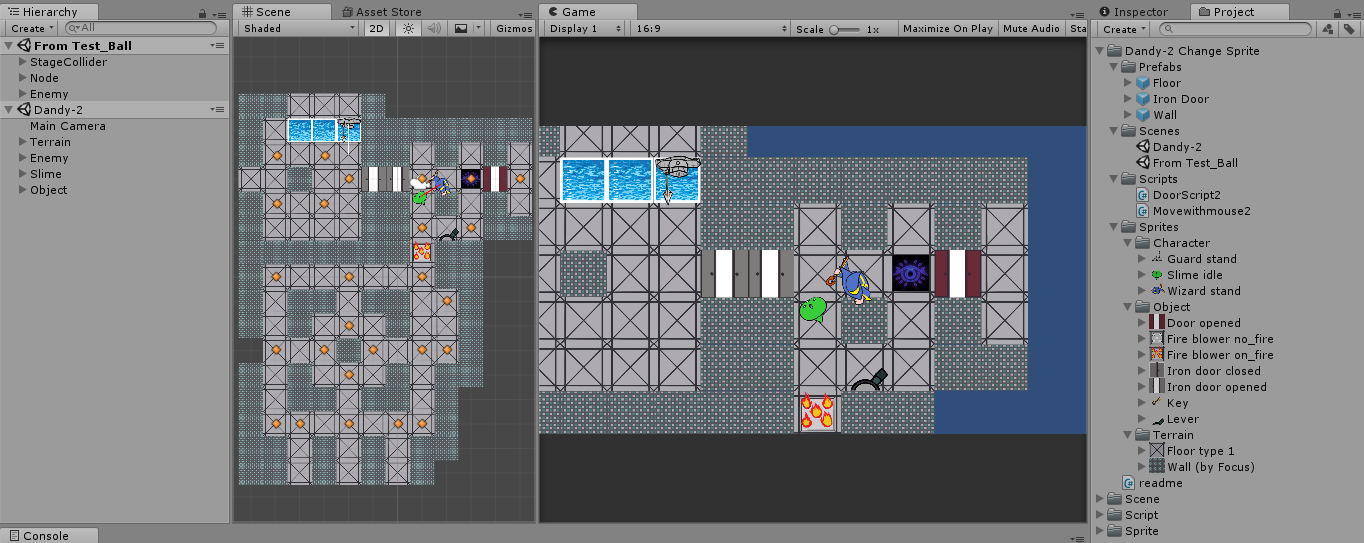 Hierarchy
Create
All
From Test_Ball
StageCollider
Node
Enemy
Dandy-2
Main Camera
Terrain
Enemy
Slime
Object
Console
Scene
Asset Store
Shaded
2D
Gizmos
Game
Display 1
16:9
Scale
1x
Maximize On Play
Mute Audio
Sta
Inspector
Project
Create
Dandy-2 Change Sprite
Prefabs
Floor
Iron Door
Wall
Scenes
Dandy-2
From Test_Ball
Scripts
DoorScript2
Movewithmouse2
Sprites
Character
Guard stand
Slime idle
Wizard stand
Object
Door opened
Fire blower no_fire
Fire blower on_fire
Iron door closed
Iron door opened
Key
Lever
Terrain
Floor type 1
Wall (by Focus)
readme
Scene
Script
Sprite